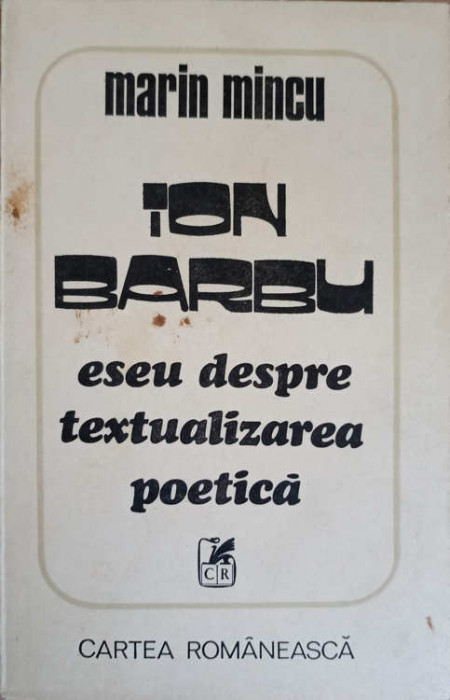 marin mincu
ION
BARBU
eseu despre
textualizarea
poetică
CR
CARTEA ROMÂNEASCĂ